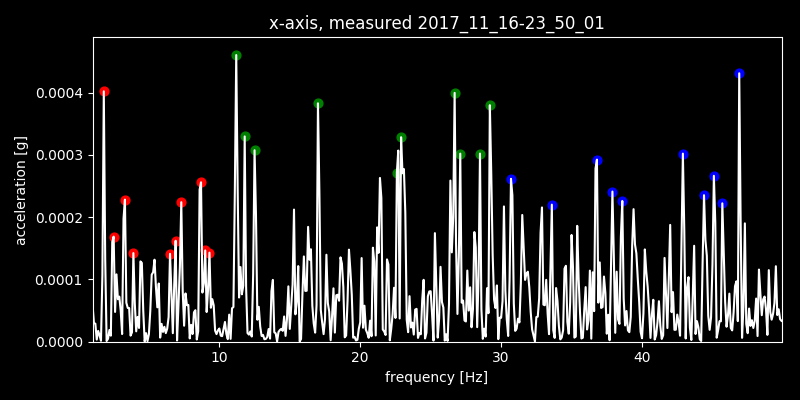 x-axis, measured 2017_11_16-23_50_01
acceleration [g]
0.0004
0.0003
0.0002
0.0001
0.0000
10 20 30 40
frequency [Hz]